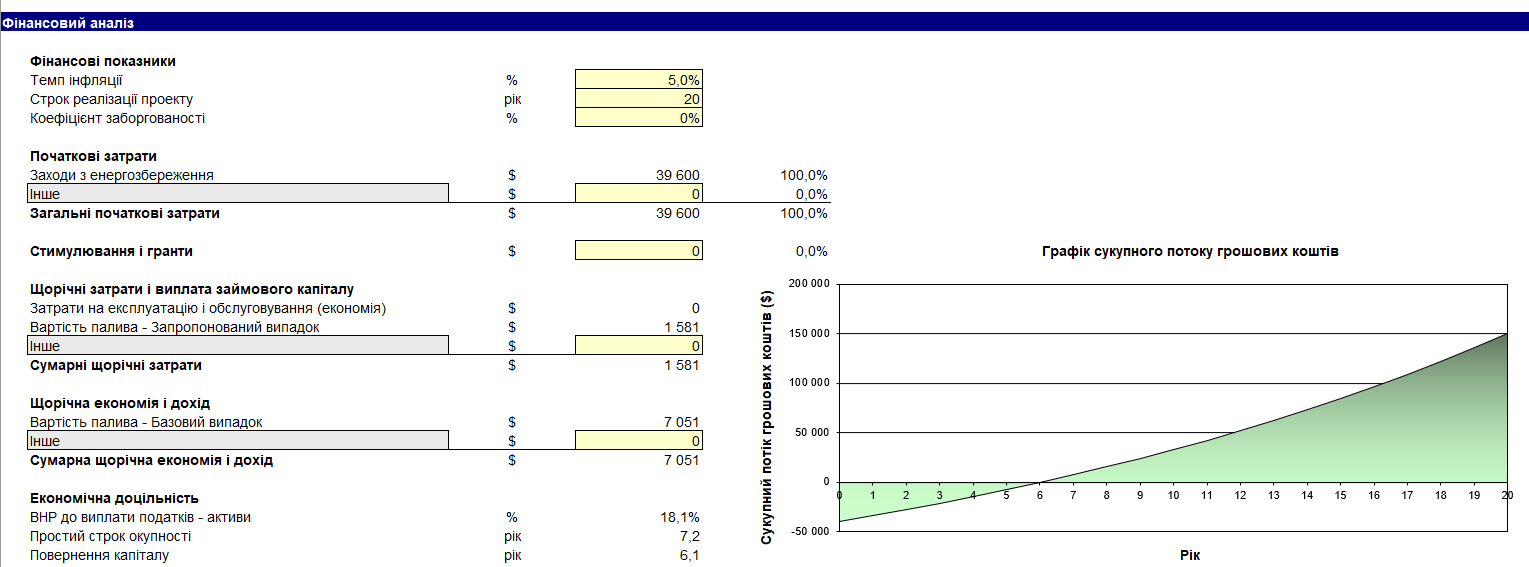 Фінансовий аналіз
Фінансові показники
Темп інфляції % 5,0%
Строк реалізації проекту рік 20
Коефіцієнт заборгованості % 0%
Початкові затрати
Заходи з енергозбереження $ 39 600 100,0%
Інше $ 0 0,0%
Загальні початкові затрати $ 39 600 100,0%
Стимулювання і гранти $ 0 0,0%
Щорічні затрати і виплата займового капіталу
Затрати на експлуатацію і обслуговування (економія) $ 0
Вартість палива - Запропонований випадок $ 1 581
Інше $ 0
Сумарні щорічні затрати $ 1 581
Щорічна економія і дохід
Вартість палива - Базовий випадок $ 7 051
Інше $ 0
Сумарна щорічна економія і дохід $ 7 051
Економічна доцільність
ВНР до виплати податків - активи % 18,1%
Простий строк окупності рік 7,2
Повернення капіталу рік 6,1
Графік сукупного потоку грошових коштів
Сукупний потік грошових коштів ($)
200 000
150 000
100 000
50 000
0
-50 000
0 1 2 3 4 5 6 7 8 9 10 11 12 13 14 15 16 17 18 19 20
Рік